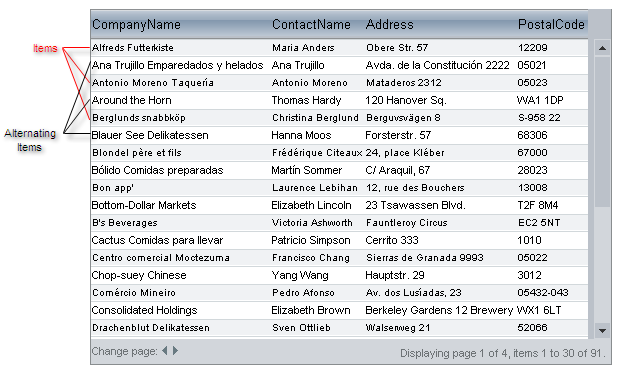 CompanyName ContactName Address PostalCode
Items
Alfreds Futterkiste Maria Anders Obere Str. 57 12209
Ana Trujillo Emparedados y helados Ana Trujillo Avda. de la Constitución 2222 05021
Antonio Moreno Taquería Antonio Moreno Mataderos 2312 05023
Around the Horn Thomas Hardy 120 Hanover Sq. WA1 1DP
Berglunds snabbköp Christina Berglund Berguvsvägen 8 S-958 22
Alternating
Items
Blauer See Delikatessen Hanna Moos Forsterstr. 57 68306
Blondel père et fils Frédérique Citeaux 24, place Kléber 67000
Bólido Comidas preparadas Martín Sommer C/ Araquil, 67 28023
Bon app' Laurence Lebihan 12, rue des Bouchers 13008
Bottom-Dollar Markets Elizabeth Lincoln 23 Tsawassen Blvd. T2F 8M4
B's Beverages Victoria Ashworth Fauntleroy Circus EC2 5NT
Cactus Comidas para llevar Patricio Simpson Cerrito 333 1010
Centro comercial Moctezuma Francisco Chang Sierras de Granada 9993 05022
Chop-suey Chinese Yang Wang Hauptstr. 29 3012
Comércio Mineiro Pedro Afonso Av. dos Lusíadas, 23 05432-043
Consolidated Holdings Elizabeth Brown Berkeley Gardens 12 Brewery WX1 6LT
Drachenblut Delikatessen Sven Ottlieb Walserweg 21 52066
Change page:
Displaying page 1 of 4, items 1 to 30 of 91.